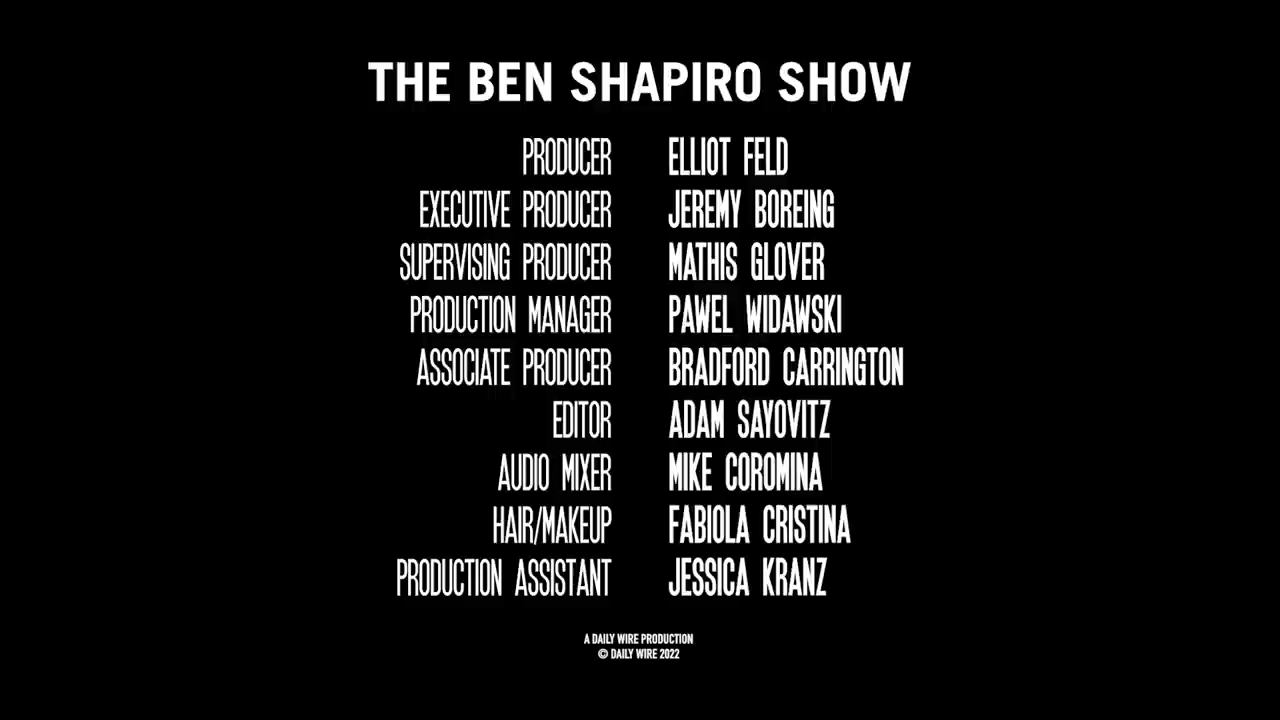 THE BEN SHAPIRO SHOW
PRODUCER ELLIOT FELD
EXECUTIVE PRODUCER JEREMY BOREING
SUPERVISING PRODUCER MATHIS GLOVER
PRODUCTION MANAGER PAWEL WIDAWSKI
ASSOCIATE PRODUCER BRADFORD CARRINGTON
EDITOR ADAM SAYOVITZ
AUDIO MIXER MIKE COROMINA
HAIR/MAKEUP FABIOLA CRISTINA
PRODUCTION ASSISTANT JESSICA KRANZ
A DAILY WIRE PRODUCTION
© DAILY WIRE 2022